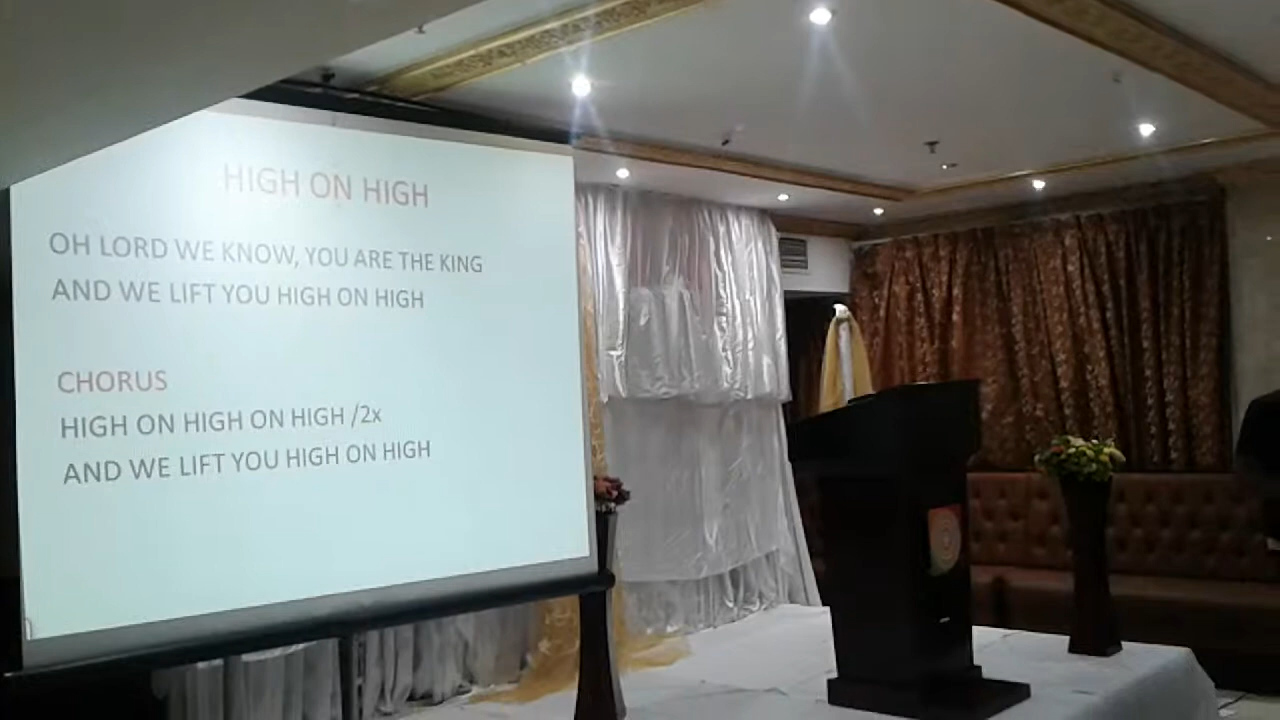 HIGH ON HIGH
OH LORD WE KNOW, YOU ARE THE KING
AND WE LIFT YOU HIGH ON HIGH
CHORUS
HIGH ON HIGH ON HIGH /2x
AND WE LIFT YOU HIGH ON HIGH